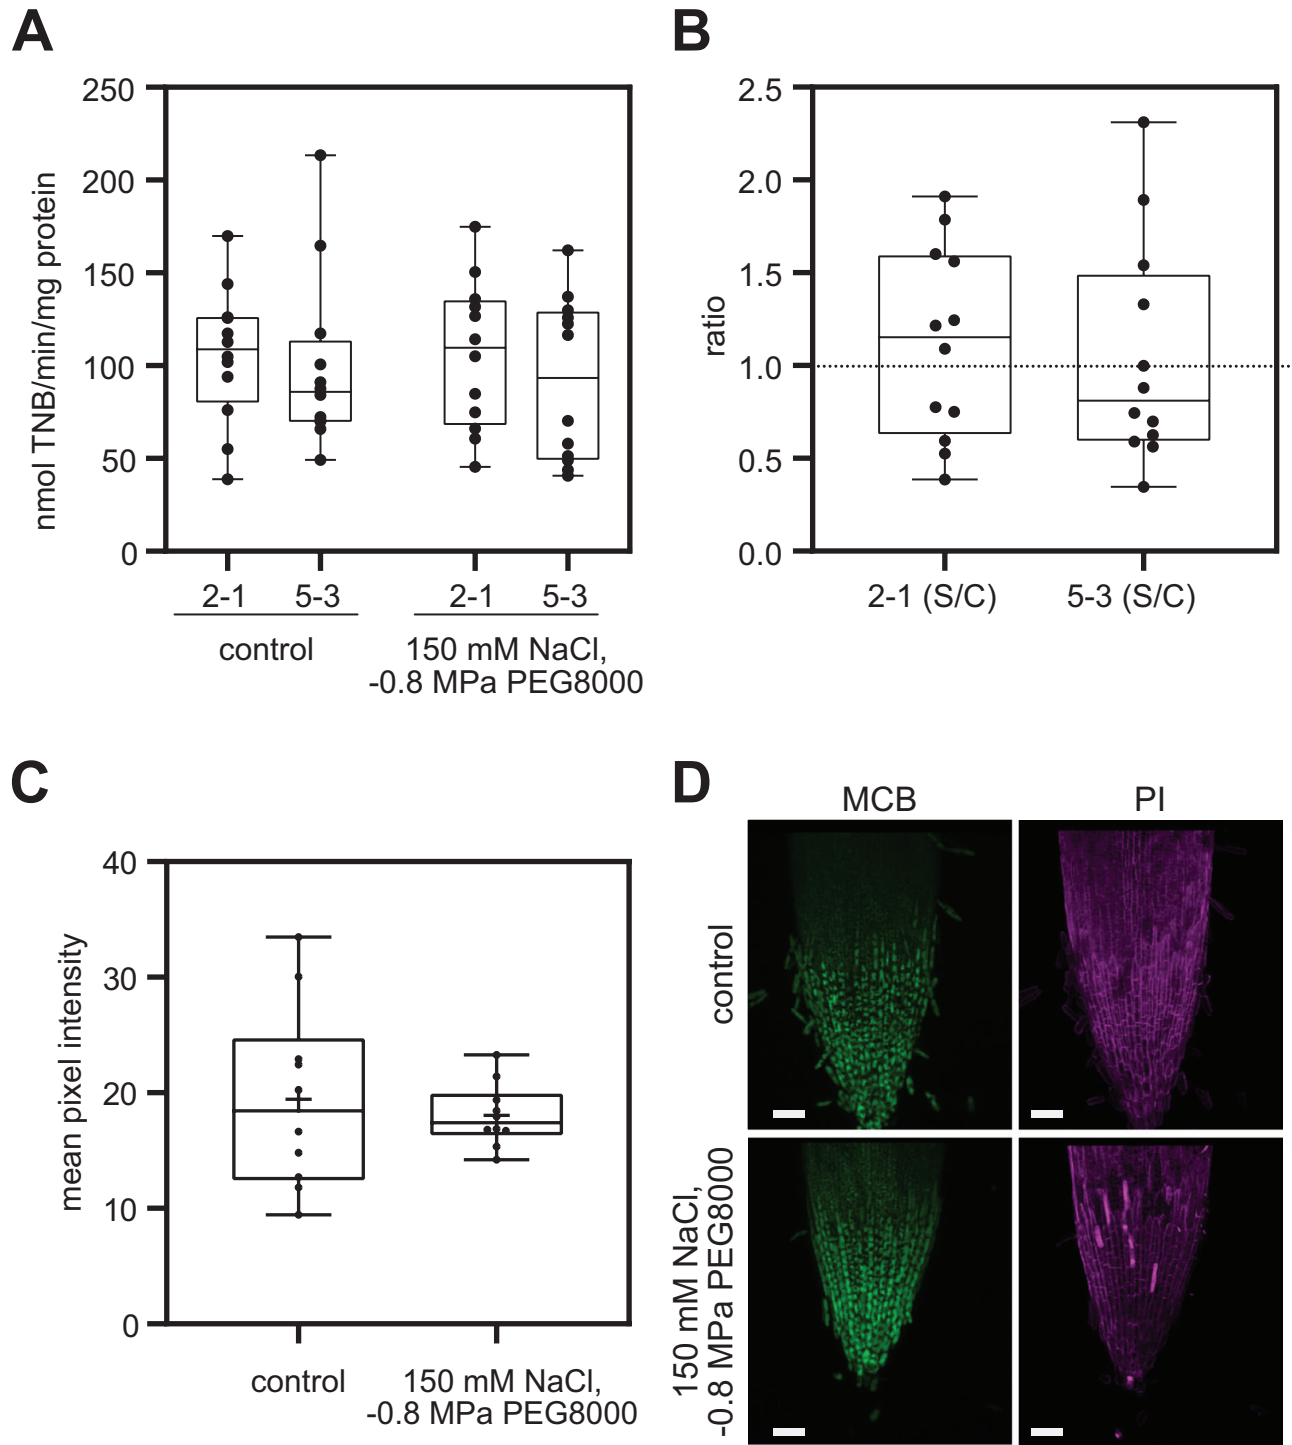 A
250
200
150
100
50
0
nmol TNB/min/mg protein
2-1 5-3 2-1 5-3
control 150 mM NaCl,
-0.8 MPa PEG8000
B
2.5
2.0
1.5
1.0
0.5
0.0
ratio
2-1 (S/C) 5-3 (S/C)
C
40
30
20
10
0
mean pixel intensity
control 150 mM NaCl,
-0.8 MPa PEG8000
D
MCB PI
control
150 mM NaCl,
-0.8 MPa PEG8000